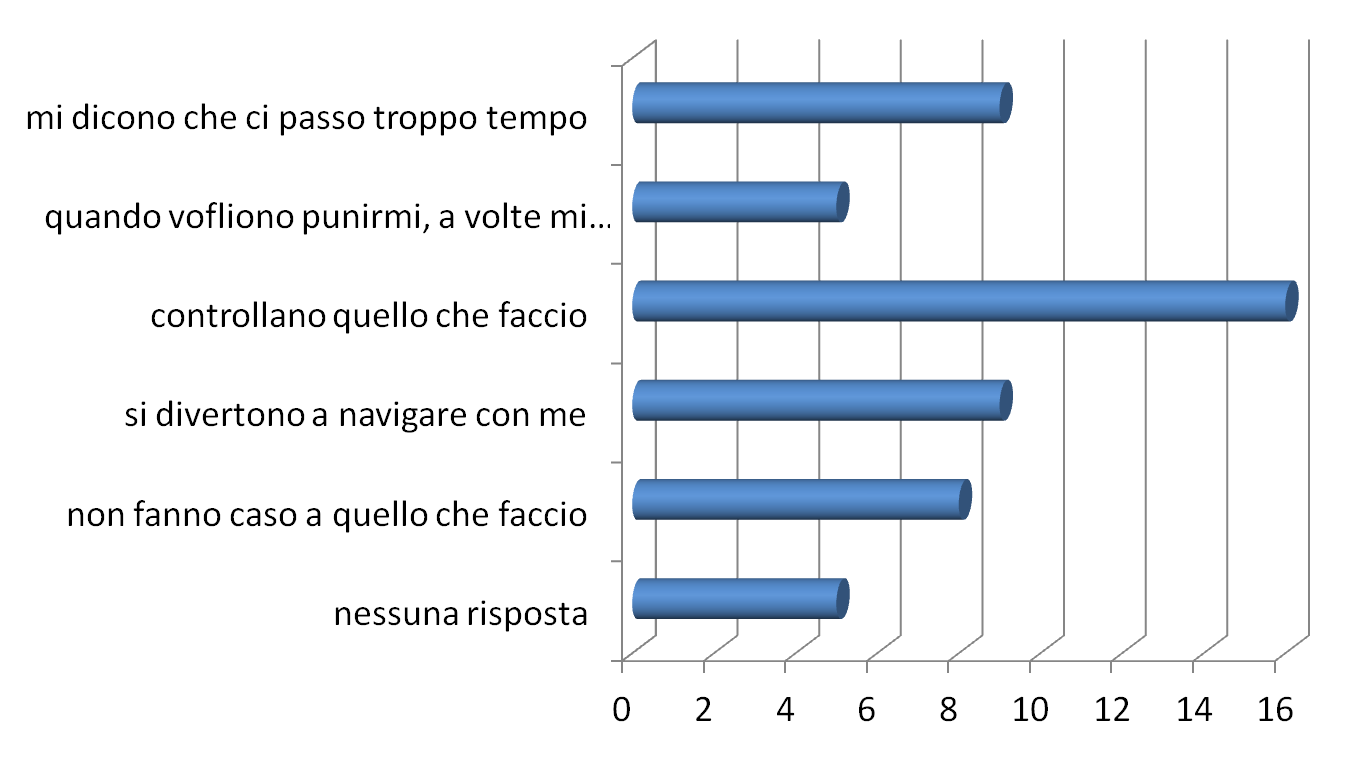 mi dicono che ci passo troppo tempo
quando vofliono punirmi, a volte mi...
controllano quello che faccio
si divertono a navigare con me
non fanno caso a quello che faccio
nessuna risposta
0 2 4 6 8 10 12 14 16